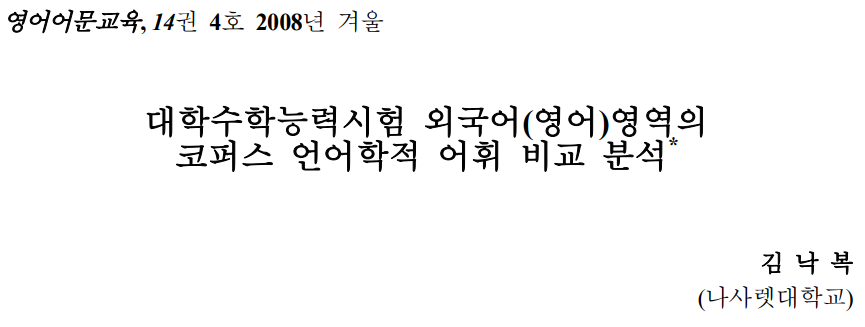 영어어문교육, 14권 4호 2008년 겨울
대학수학능력시험 외국어(영어)영역의
코퍼스 언어학적 어휘 비교 분석*
김 낙 복
(나사렛대학교)